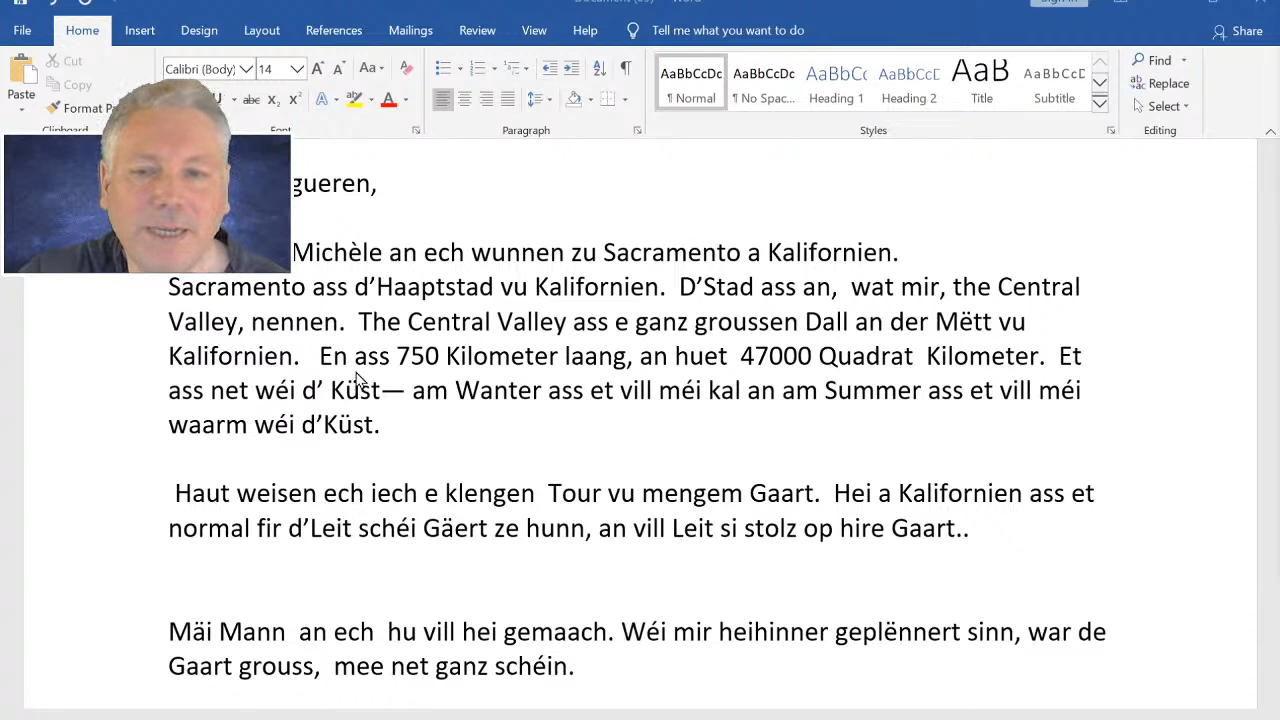 File Home Insert Design Layout References Mailings Review View Help Tell me what you want to do Share
Cut
Copy
Format P
Paste
Calibri (Body) 14
AaBbCcDc AaBbCcDc AaBbCc AaBbCcD AaB AaBbCcD
¶ Normal ¶ No Spac... Heading 1 Heading 2 Title Subtitle
Find
Replace
Select
Paragraph Styles Editing
gueren,
Michèle an ech wunnen zu Sacramento a Kalifornien.
Sacramento ass d’Haaptstad vu Kalifornien. D’Stad ass an, wat mir, the Central
Valley, nennen. The Central Valley ass e ganz groussen Dall an der Mëtt vu
Kalifornien. En ass 750 Kilometer laang, an huet 47000 Quadrat Kilometer. Et
ass net wéi d’ Küst— am Wanter ass et vill méi kal an am Summer ass et vill méi
waarm wéi d’Küst.
Haut weisen ech iech e klengen Tour vu mengem Gaart. Hei a Kalifornien ass et
normal fir d’Leit schéi Gäert ze hunn, an vill Leit si stolz op hire Gaart..
Mäi Mann an ech hu vill hei gemaach. Wéi mir heihinner geplënnert sinn, war de
Gaart grouss, mee net ganz schéin.